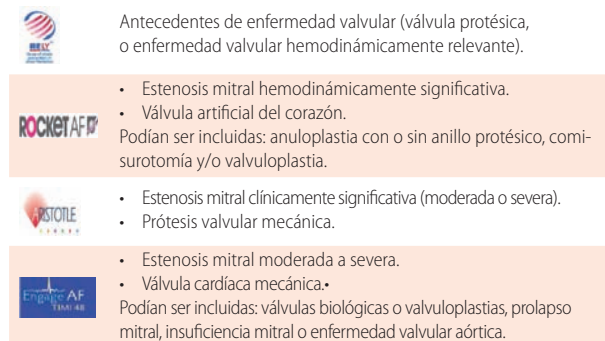 RE-LY
Antecedentes de enfermedad valvular (válvula protésica,
o enfermedad valvular hemodinámicamente relevante).
• Estenosis mitral hemodinámicamente significativa.
• Válvula artificial del corazón.
ROCKET AF
Podían ser incluidas: anuloplastia con o sin anillo protésico, comi-
surotomía y/o valvuloplastia.
• Estenosis mitral clínicamente significativa (moderada o severa).
ARISTOTLE
• Prótesis valvular mecánica.
• Estenosis mitral moderada a severa.
• Válvula cardíaca mecánica.•
Engage AF
TIMI 48
Podían ser incluidas: válvulas biológicas o valvuloplastias, prolapso
mitral, insuficiencia mitral o enfermedad valvular aórtica.